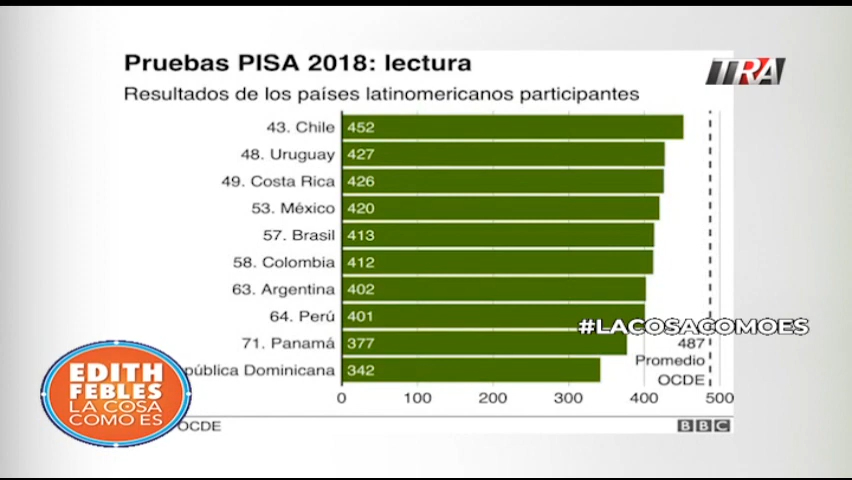 Pruebas PISA 2018: lectura
Resultados de los países latinomericanos participantes
TRA
43. Chile 452
48. Uruguay 427
49. Costa Rica 426
53. México 420
57. Brasil 413
58. Colombia 412
63. Argentina 402
64. Perú 401
#LACOSACOMOES
71. Panamá 377
487
Promedio
OCDE
pública Dominicana 342
0 100 200 300 400 500
EDITH
FEBLES
LA COSA
COMO ES
OCDE
BBC